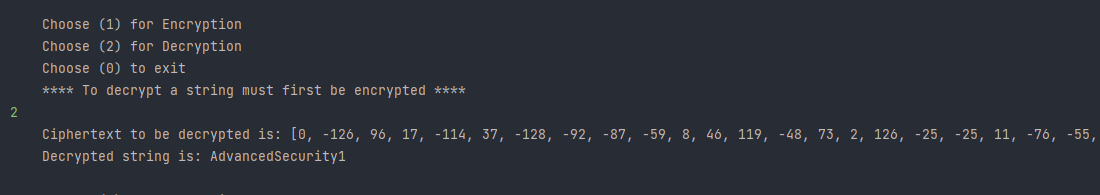 Choose (1) for Encryption
Choose (2) for Decryption
Choose (0) to exit
**** To decrypt a string must first be encrypted ****
2
Ciphertext to be decrypted is: [0, -126, 96, 17, -114, 37, -128, -92, -87, -59, 8, 46, 119, -48, 73, 2, 126, -25, -25, 11, -76, -55,
Decrypted string is: AdvancedSecurity1